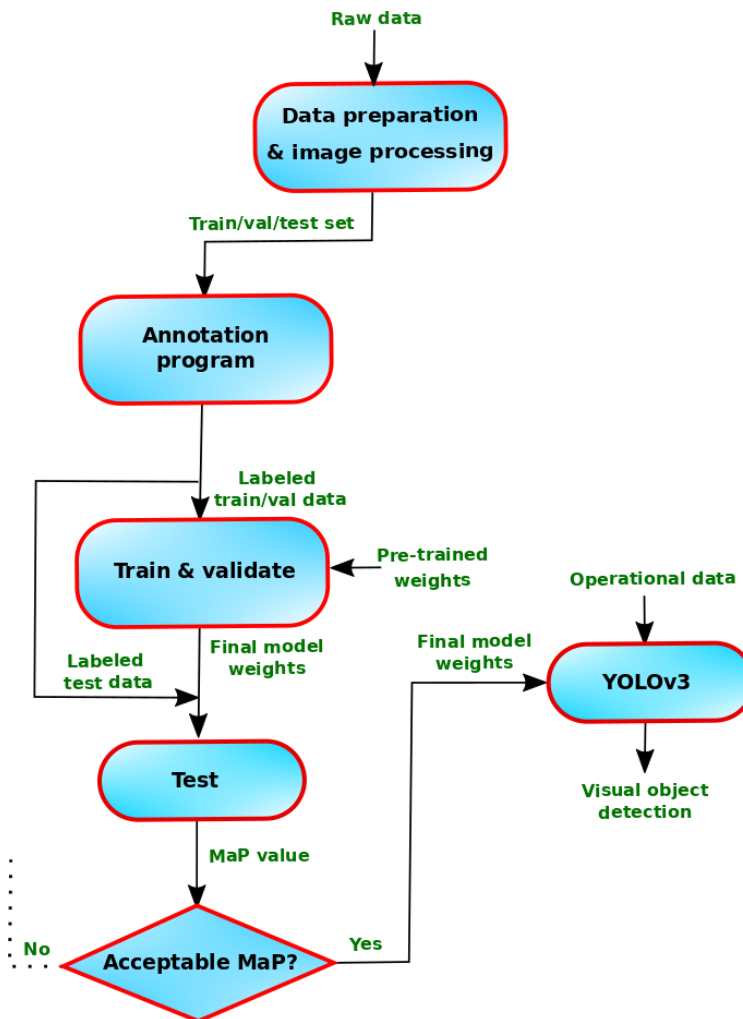 Raw data
Data preparation
& image processing
Train/val/test set
Annotation
program
Labeled
train/val data
Train & validate
Pre-trained
weights
Operational data
Labeled
test data
Final model
weights
Final model
weights
YOLOv3
Test
Visual object
detection
MaP value
No
Acceptable MaP?
Yes